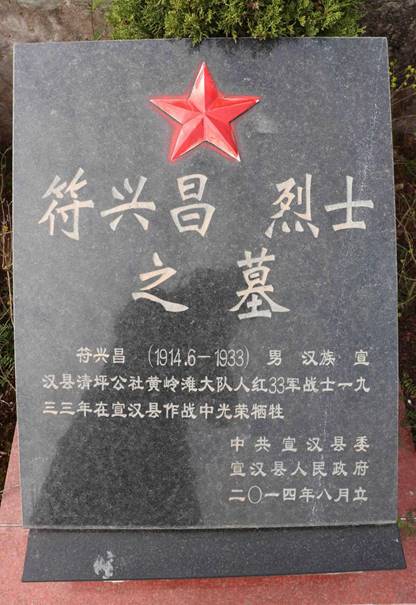 符兴昌 烈士
之墓
符兴昌 (1914.6—1933) 男 汉族 宣
汉县清坪公社黄岭滩大队人红33军战士一九
三三年在宣汉县作战中光荣牺牲
中共宣汉县委
宣汉县人民政府
二〇一四年八月立